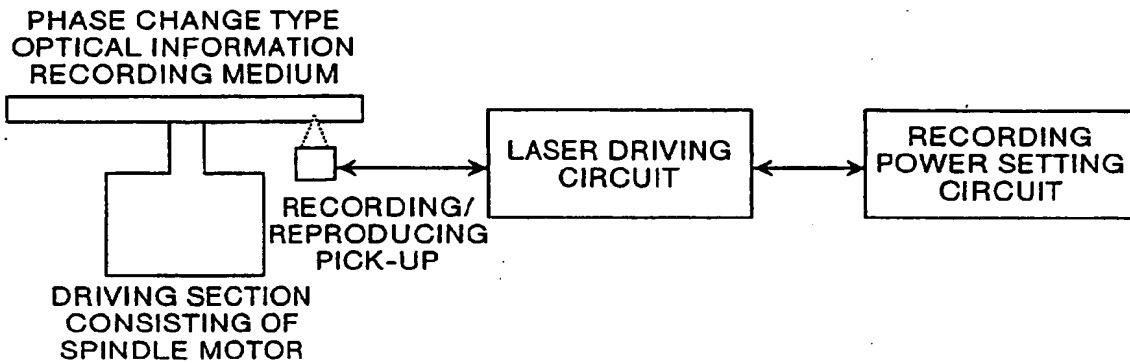 PHASE CHANGE TYPE
OPTICAL INFORMATION
RECORDING MEDIUM
LASER DRIVING
CIRCUIT
RECORDING
POWER SETTING
CIRCUIT
RECORDING/
REPRODUCING
PICK-UP
DRIVING SECTION
CONSISTING OF
SPINDLE MOTOR